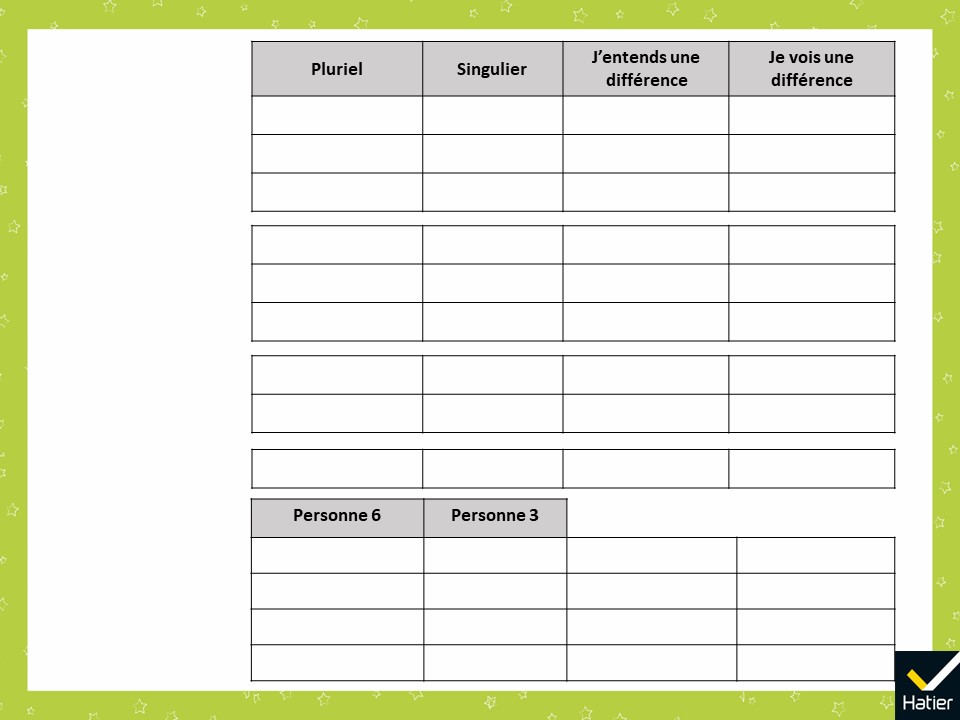 Pluriel
Singulier
J’entends une
différence
Je vois une
différence
Personne 6
Personne 3
Hatier